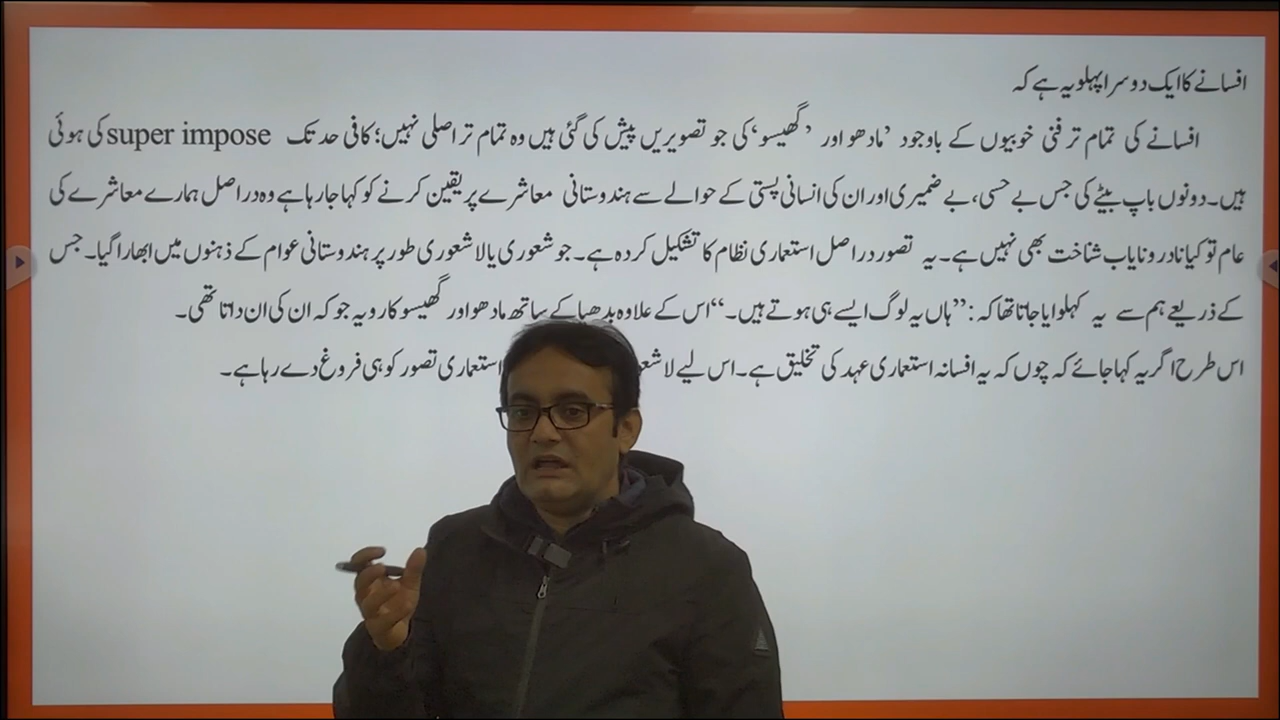 افسانے کا ایک دوسرا پہلو یہ ہے کہ
افسانے کی تمام تر فنی خوبیوں کے باوجود ’مادھو اور ’گھیسو‘ کی جو تصویریں پیش کی گئی ہیں وہ تمام تر اصلی نہیں؛ کافی حد تک super impose کی ہوئی
ہیں۔ دونوں باپ بیٹے کی جس بے حسی، بے ضمیری اور ان کی انسانی پستی کے حوالے سے ہندوستانی معاشرے پر یقین کرنے کو کہا جا رہا ہے وہ دراصل ہمارے معاشرے کی
عام تو کیا نادر و نایاب شناخت بھی نہیں ہے۔ یہ تصور دراصل استعماری نظام کا تشکیل کردہ ہے۔ جو شعوری یا لاشعوری طور پر ہندوستانی عوام کے ذہنوں میں ابھارا گیا۔ جس
کے ذریعے ہم سے یہ کہلوایا جاتا تھا کہ: ’’ہاں یہ لوگ ایسے ہی ہوتے ہیں۔‘‘ اس کے علاوہ بدھیا کے ساتھ مادھو اور گھیسو کا رویہ جو کہ ان کی ان داتا تھی۔
اس طرح اگر یہ کہا جائے کہ چوں کہ یہ افسانہ استعماری عہد کی تخلیق ہے۔ اس لیے استعماری تصور کو ہی فروغ دے رہا ہے۔